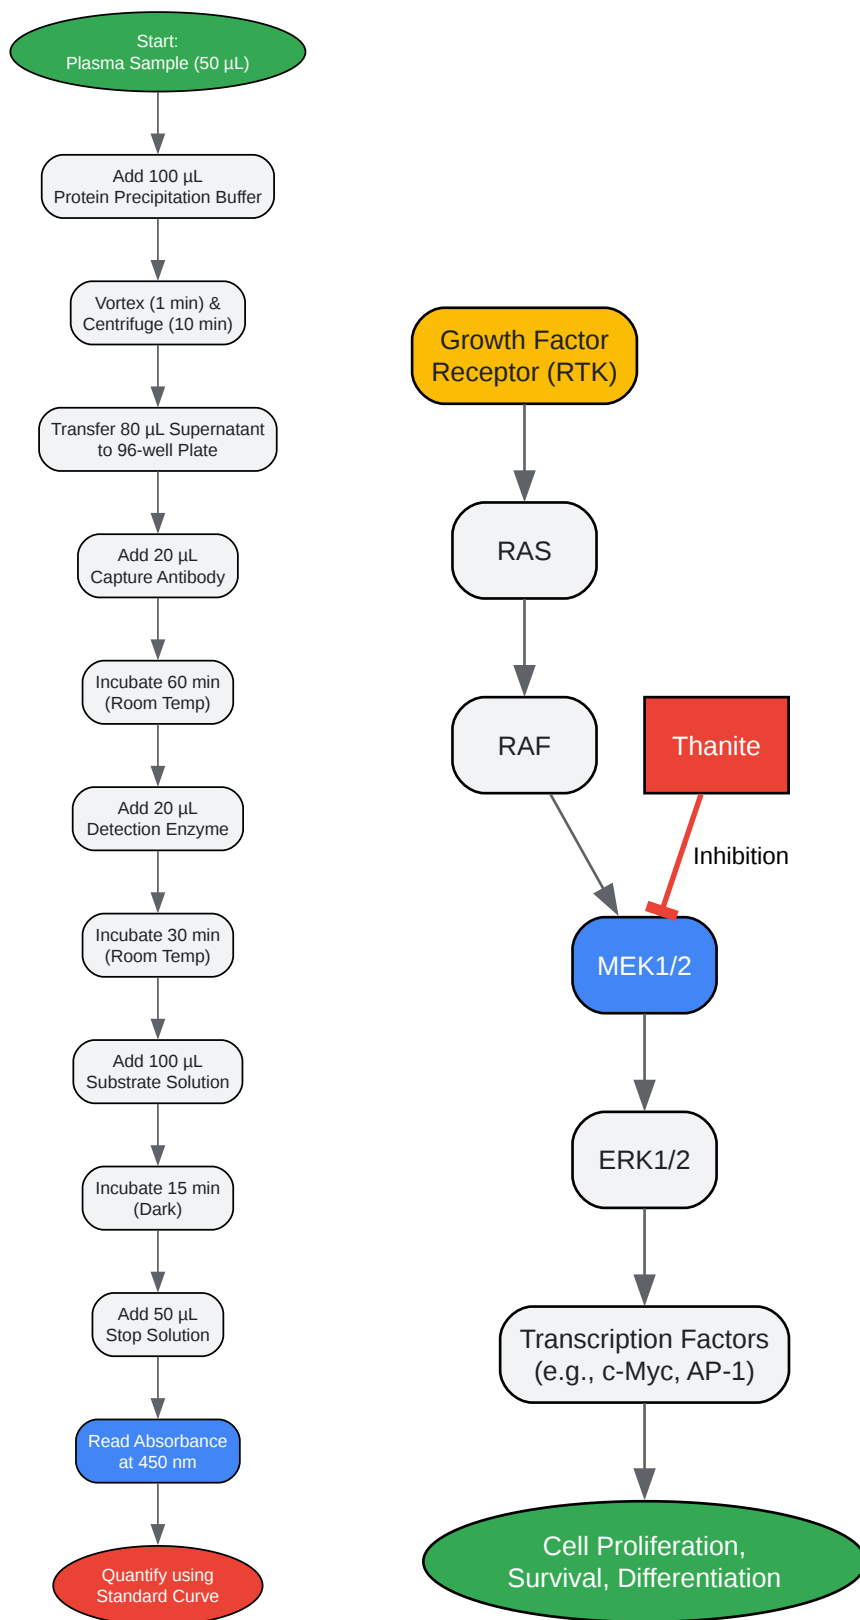 Start:
Plasma Sample (50 µL)
Add 100 µL
Protein Precipitation Buffer
Vortex (1 min) &
Centrifuge (10 min)
Transfer 80 µL Supernatant
to 96-well Plate
Add 20 µL
Capture Antibody
Incubate 60 min
(Room Temp)
Add 20 µL
Detection Enzyme
Incubate 30 min
(Room Temp)
Add 100 µL
Substrate Solution
Incubate 15 min
(Dark)
Add 50 µL
Stop Solution
Read Absorbance
at 450 nm
Quantify using
Standard Curve
Growth Factor
Receptor (RTK)
RAS
RAF
Thanite
Inhibition
MEK1/2
ERK1/2
Transcription Factors
(e.g., c-Myc, AP-1)
Cell Proliferation,
Survival, Differentiation